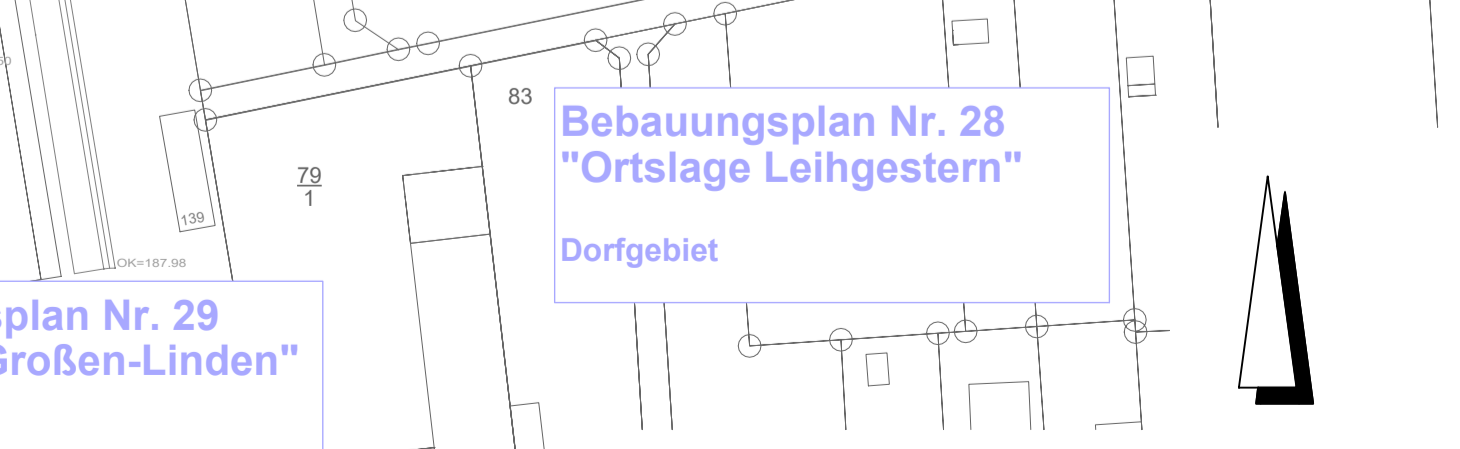 83
Bebauungsplan Nr. 28
"Ortslage Leihgestern"
Dorfgebiet
79
1
139
OK=187.98
splan Nr. 29
Großen-Linden"